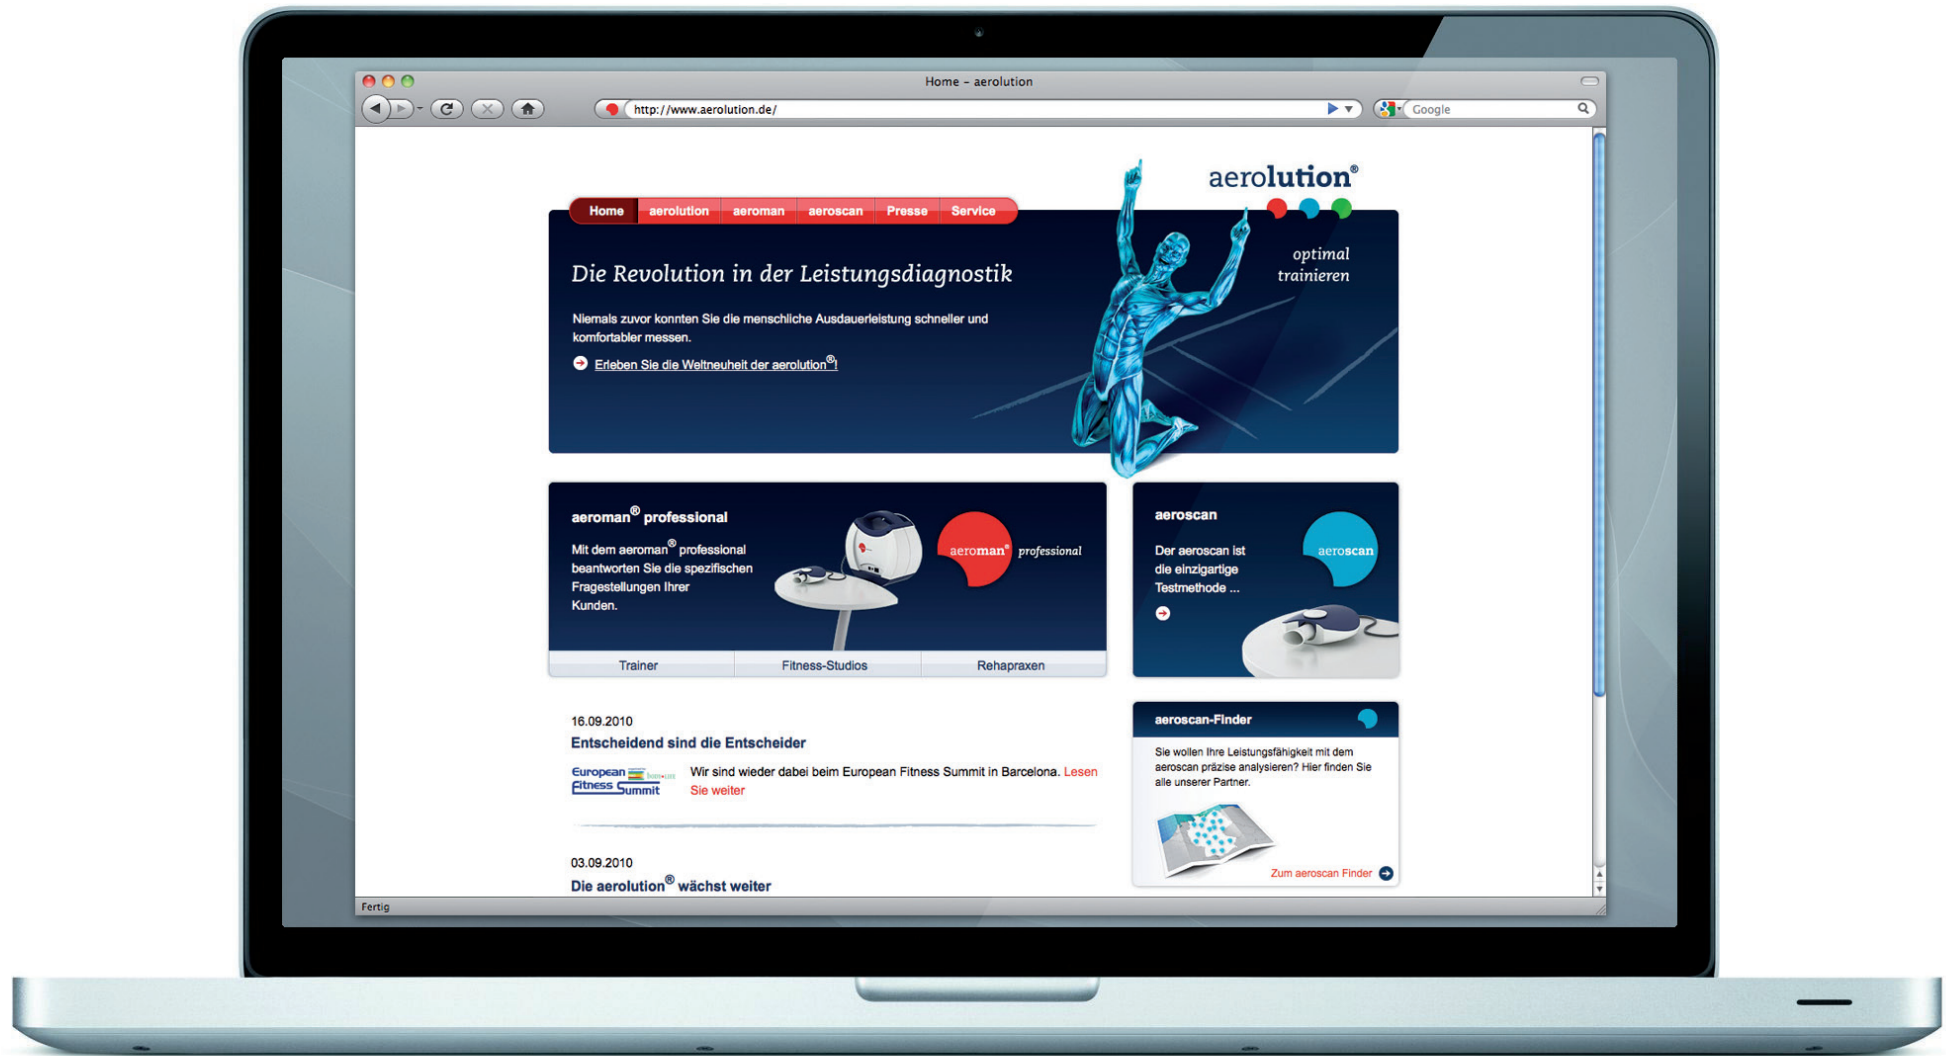 Home – aerolution
http://www.aerolution.de/
Google
aerolution®
Home aerolution aeroman aeroscan Presse Service
optimal
trainieren
Die Revolution in der Leistungsdiagnostik
Niemals zuvor konnten Sie die menschliche Ausdauerleistung schneller und
komfortabler messen.
Erleben Sie die Weltneuheit der aerolution®!
aeroman® professional
Mit dem aeroman® professional
beantworten Sie die spezifischen
Fragestellungen Ihrer
Kunden.
aeroman® professional
Trainer Fitness-Studios Rehapraxen
aeroscan
Der aeroscan ist
die einzigartige
Testmethode ...
aeroscan
16.09.2010
Entscheidend sind die Entscheider
European
Fitness Summit
Wir sind wieder dabei beim European Fitness Summit in Barcelona. Lesen
Sie weiter
03.09.2010
Die aerolution® wächst weiter
aeroscan-Finder
Sie wollen Ihre Leistungsfähigkeit mit dem
aeroscan präzise analysieren? Hier finden Sie
alle unserer Partner.
Zum aeroscan Finder
Fertig